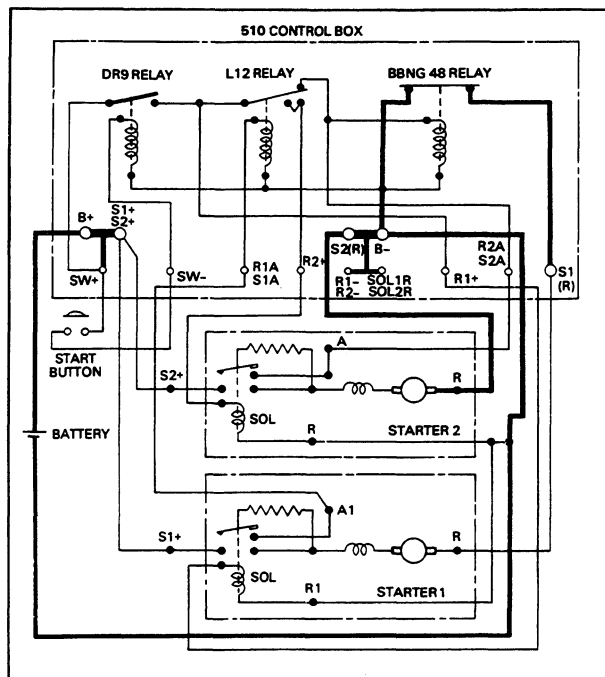 510 CONTROL BOX
DR9 RELAY
L12 RELAY
BBNG 48 RELAY
B+
S1+
S2+
S2(R)
B–
SW+
SW–
R1A
S1A
R2+
R1–
R2–
SOL1R
SOL2R
R1+
R2A
S2A
S1
(R)
START
BUTTON
A
S2+
R
SOL
R
STARTER 2
BATTERY
A1
S1+
R
SOL
R1
STARTER 1